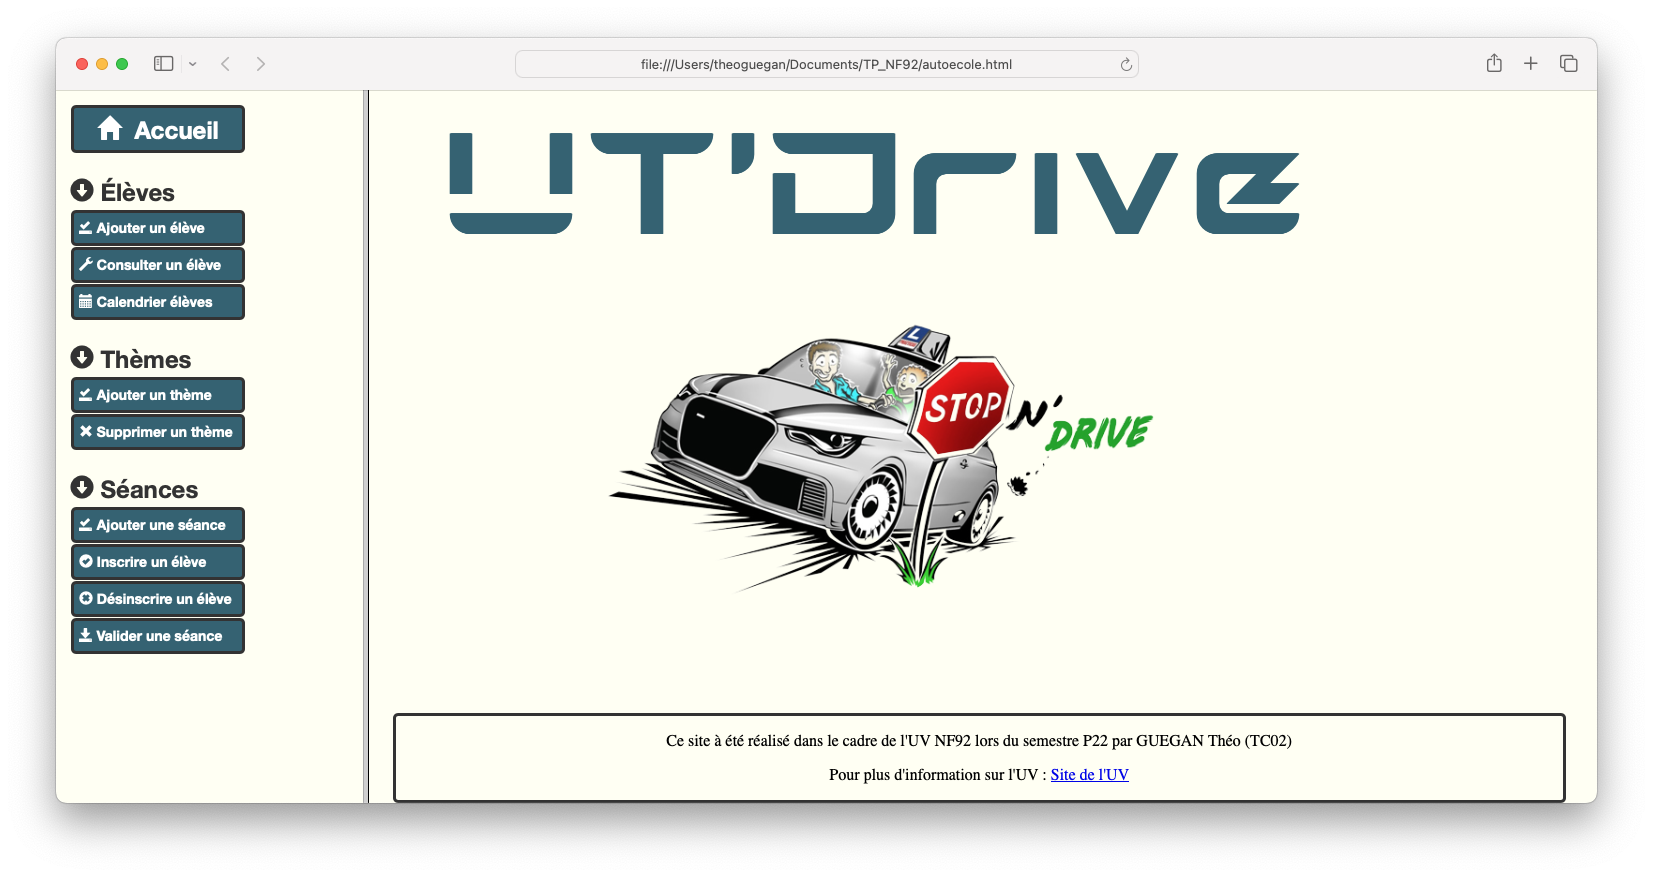 file:///Users/theoguegan/Documents/TP_NF92/autoecole.html
Accueil
Élèves
Ajouter un élève
Consulter un élève
Calendrier élèves
Thèmes
Ajouter un thème
Supprimer un thème
Séances
Ajouter une séance
Inscrire un élève
Désinscrire un élève
Valider une séance
UT'Drive
L
STOP N'
DRIVE
Ce site à été réalisé dans le cadre de l'UV NF92 lors du semestre P22 par GUEGAN Théo (TC02)
Pour plus d'information sur l'UV : Site de l'UV